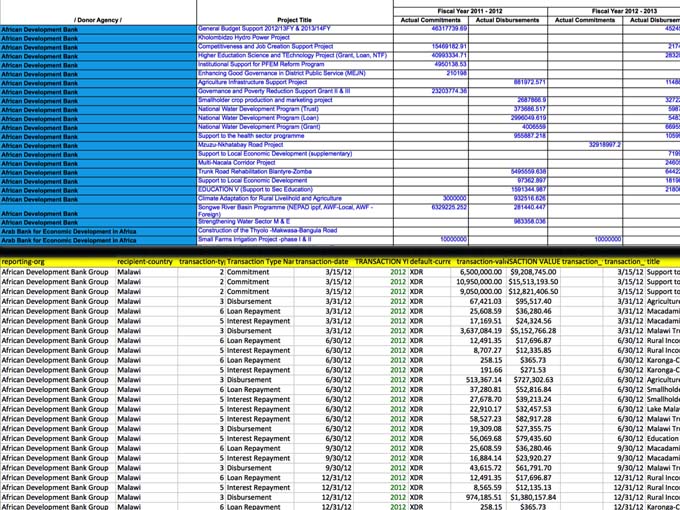 Fiscal Year 2011 - 2012 Fiscal Year 2012 - 2013
/ Donor Agency / Project Title Actual Commitments Actual Disbursements Actual Commitments Actual Disbursem
African Development Bank General Budget Support 2012/13FY & 2013/14FY 46317739.69 4524
African Development Bank Kholombidzo Hydro Power Project
African Development Bank Competitiveness and Job Creation Support Project 15469182.91 2174
African Development Bank Higher Eductation Science and TEchnology Project (Grant, Loan, NTF) 40993334.71 2832
African Development Bank Institutional Support for PFEM Reform Program 4950138.53
African Development Bank Enhancing Good Governance in District Public Service (MEJN) 210198
African Development Bank Agriculture Infrastructure Support Project 881972.571 1148
African Development Bank Governance and Poverty Reduction Support Grant II & III 23203774.38
African Development Bank Smallholder crop production and marketing project 2687866.9 3272
African Development Bank National Water Development Program (Trust) 373686.517 598
African Development Bank National Water Development Program (Loan) 2996049.619 548
African Development Bank National Water Development Program (Grant) 4006559 6695
African Development Bank Support to the health sector programme 955887.218 1059
African Development Bank Mzuzu-Nkhatabay Road Project 32918997.2
African Development Bank Support to Local Economic Development (supplementary) 719
African Development Bank Multi-Nacala Corridor Project 2460
African Development Bank Trunk Road Rehabilitation Blantyre-Zomba 5495559.638 6442
African Development Bank Support to Local Economic Development 97362.897 1819
African Development Bank EDUCATION V (Support to Sec Education) 1591344.987 2180
African Development Bank Climate Adaptation for Rural Livelihood and Agriculture 3000000 932516.626
African Development Bank Songwe River Basin Programme (NEPAD ippf, AWF-Local, AWF - Foreign) 6329225.252 281440.447
African Development Bank Strengthening Water Sector M & E 983358.036
Arab Bank for Economic Development in Africa Construction of the Thyolo -Makwasa-Bangula Road
Arab Bank for Economic Development in Africa Small Farms Irrigation Project -phase I & II 10000000 10000000
reporting-org recipient-country transaction-ty Transaction Type Nar transaction-date TRANSACTION YI default-curre transaction-val SACTION VALUE transaction_ transaction_ title
African Development Bank Group Malawi 2 Commitment 3/15/12 2012 XDR 6,500,000.00 $9,208,745.00 3/15/12 Support to
African Development Bank Group Malawi 2 Commitment 3/15/12 2012 XDR 10,950,000.00 $15,513,193.50 3/15/12 Support to
African Development Bank Group Malawi 2 Commitment 3/15/12 2012 XDR 9,050,000.00 $12,821,406.50 3/15/12 Support to
African Development Bank Group Malawi 3 Disbursement 3/31/12 2012 XDR 67,421.03 $95,517.40 3/31/12 Agriculture
African Development Bank Group Malawi 6 Loan Repayment 3/31/12 2012 XDR 25,608.59 $36,280.46 3/31/12 Macadami
African Development Bank Group Malawi 5 Interest Repayment 3/31/12 2012 XDR 17,169.51 $24,324.56 3/31/12 Macadami
African Development Bank Group Malawi 3 Disbursement 3/31/12 2012 XDR 3,637,084.19 $5,152,766.28 3/31/12 Malawi Tr
African Development Bank Group Malawi 6 Loan Repayment 6/30/12 2012 XDR 12,491.35 $17,696.87 6/30/12 Rural Inco
African Development Bank Group Malawi 5 Interest Repayment 6/30/12 2012 XDR 8,707.27 $12,335.85 6/30/12 Rural Inco
African Development Bank Group Malawi 6 Loan Repayment 6/30/12 2012 XDR 258.15 $365.73 6/30/12 Karonga-C
African Development Bank Group Malawi 5 Interest Repayment 6/30/12 2012 XDR 191.66 $271.53 6/30/12 Karonga-C
African Development Bank Group Malawi 3 Disbursement 6/30/12 2012 XDR 513,367.14 $727,302.63 6/30/12 Agricultur
African Development Bank Group Malawi 6 Loan Repayment 6/30/12 2012 XDR 37,280.81 $52,816.84 6/30/12 Smallholde
African Development Bank Group Malawi 5 Interest Repayment 6/30/12 2012 XDR 27,678.70 $39,213.24 6/30/12 Smallholde
African Development Bank Group Malawi 5 Interest Repayment 6/30/12 2012 XDR 22,910.17 $32,457.53 6/30/12 Lake Mala
African Development Bank Group Malawi 5 Interest Repayment 6/30/12 2012 XDR 58,527.23 $82,917.28 6/30/12 Malawi Tr
African Development Bank Group Malawi 3 Disbursement 6/30/12 2012 XDR 19,309.08 $27,355.75 6/30/12 Malawi Tr
African Development Bank Group Malawi 5 Interest Repayment 6/30/12 2012 XDR 56,069.68 $79,435.60 6/30/12 Education
African Development Bank Group Malawi 6 Loan Repayment 9/30/12 2012 XDR 25,608.59 $36,280.46 9/30/12 Macadami
African Development Bank Group Malawi 5 Interest Repayment 9/30/12 2012 XDR 16,884.14 $23,920.27 9/30/12 Macadami
African Development Bank Group Malawi 3 Disbursement 9/30/12 2012 XDR 43,615.72 $61,791.70 9/30/12 Malawi Tr
African Development Bank Group Malawi 6 Loan Repayment 12/31/12 2012 XDR 12,491.35 $17,696.87 12/31/12 Rural Inco
African Development Bank Group Malawi 5 Interest Repayment 12/31/12 2012 XDR 8,565.59 $12,135.13 12/31/12 Rural Inco
African Development Bank Group Malawi 3 Disbursement 12/31/12 2012 XDR 974,185.51 $1,380,157.84 12/31/12 Rural Inco
African Development Bank Group Malawi 6 Loan Repayment 12/31/12 2012 XDR 258.15 $365.73 12/31/12 Karonga-C